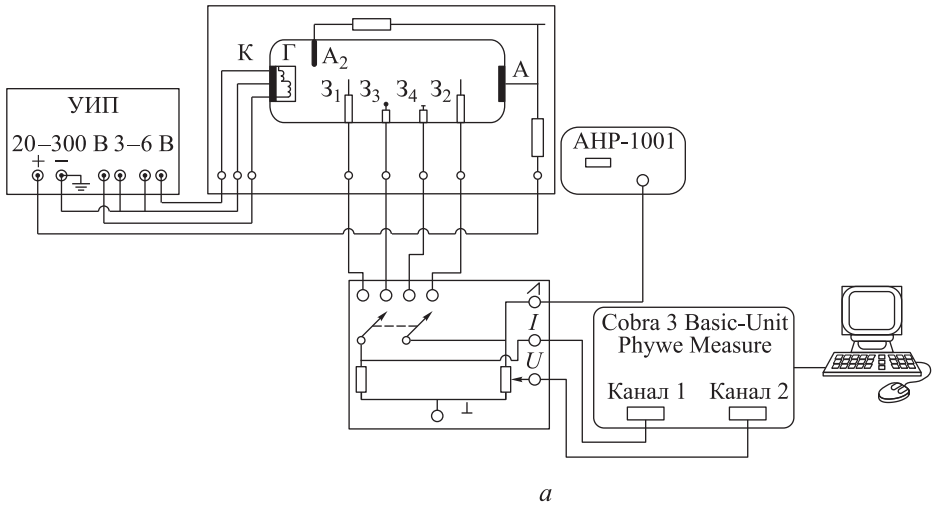 УИП
20–300 В 3–6 В
+ −
К Г А₂ А
З₁ З₃ З₄ З₂
АНР-1001
I
U
⊥
Cobra 3 Basic-Unit
Phywe Measure
Канал 1 Канал 2
а